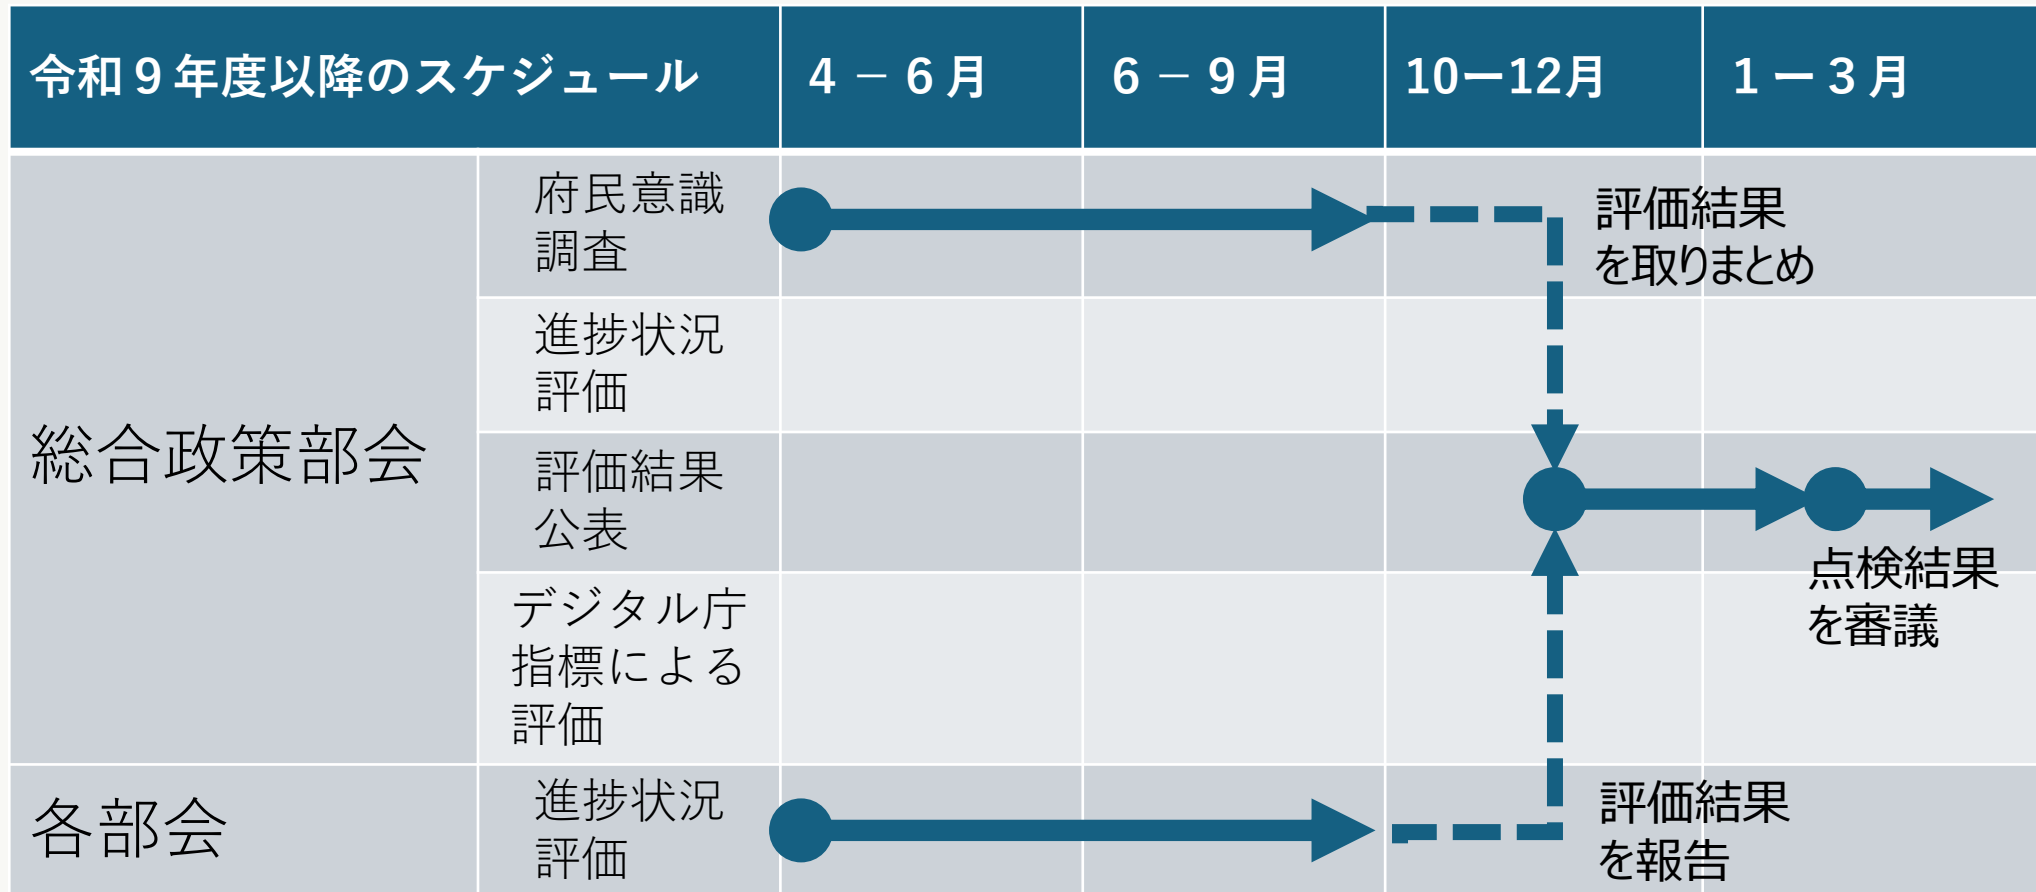 令和９年度以降のスケジュール
４－６月
６－９月
10ー12月
１ー３月
総合政策部会
府民意識
調査
評価結果
を取りまとめ
進捗状況
評価
評価結果
公表
点検結果
を審議
デジタル庁
指標による
評価
各部会
進捗状況
評価
評価結果
を報告